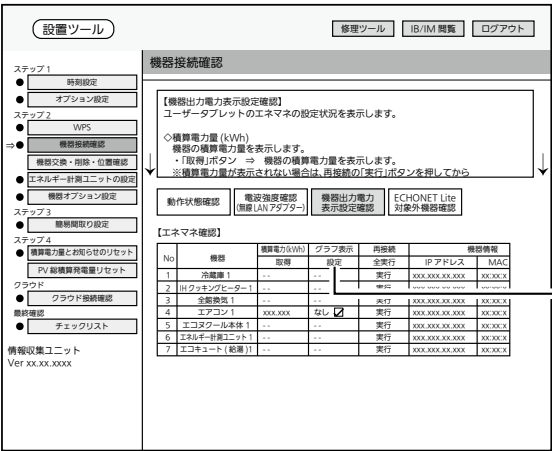 設置ツール
修理ツール IB/IM 閲覧 ログアウト
ステップ 1
● 時刻設定
● オプション設定
ステップ 2
● WPS
⇒● 機器接続確認
機器交換・削除・位置確認
● エネルギー計測ユニットの設定
● 機器オプション設定
ステップ 3
● 簡易間取り設定
ステップ 4
● 積算電力量とお知らせのリセット
PV 総積算発電量リセット
クラウド
● クラウド接続確認
最終確認
● チェックリスト
情報収集ユニット
Ver xx.xx.xxxx
機器接続確認
【機器出力電力表示設定確認】
ユーザータブレットのエネマネの設定状況を表示します。
◇積算電力量 (kWh)
機器の積算電力量を表示します。
・「取得」ボタン ⇒ 機器の積算電力量を表示します。
※積算電力量が表示されない場合は、再接続の「実行」ボタンを押してから
動作状態確認
電波強度確認
(無線 LAN アダプター)
機器出力電力
表示設定確認
ECHONET Lite
対象外機器確認
【エネマネ確認】
No 機器 積算電力(kWh) グラフ表示 再接続 機器情報
取得 設定 全実行 IP アドレス MAC
1 冷蔵庫 1 - - - - 実行 xxx.xxx.xx.xxx xx:xx:x
2 IH クッキングヒーター 1 - - - - 実行
3 全館換気 1 - - - - 実行 xxx.xxx.xx.xxx xx:xx:x
4 エアコン 1 xxx.xxx なし 実行 xxx.xxx.xx.xxx xx:xx:x
5 エコヌクール本体 1 - - - - 実行 xxx.xxx.xx.xxx xx:xx:x
6 エネルギー計測ユニット 1 - - - - 実行 xxx.xxx.xx.xxx xx:xx:x
7 エコキュート ( 給湯 )1 - - - - 実行 xxx.xxx.xx.xxx xx:xx:x